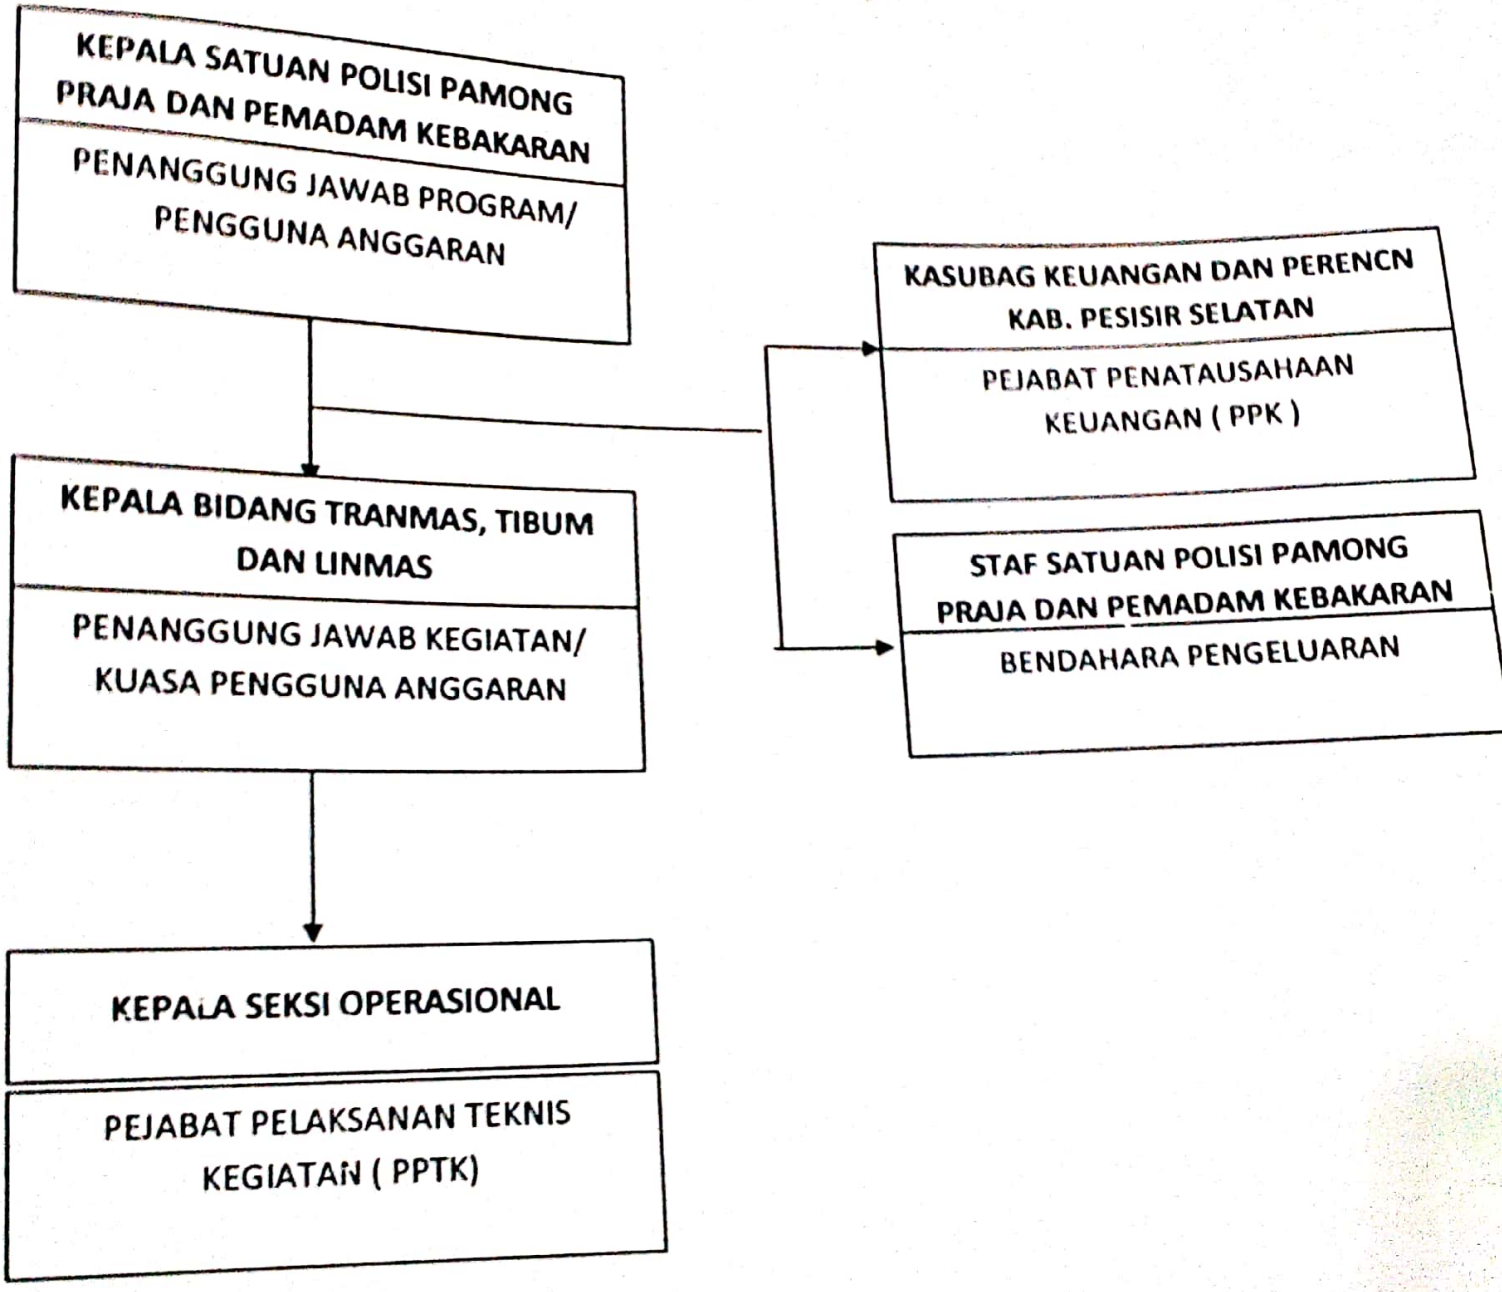 KEPALA SATUAN POLISI PAMONG
PRAJA DAN PEMADAM KEBAKARAN
PENANGGUNG JAWAB PROGRAM/
PENGGUNA ANGGARAN
KASUBAG KEUANGAN DAN PERENCN
KAB. PESISIR SELATAN
PEJABAT PENATAUSAHAAN
KEUANGAN ( PPK )
KEPALA BIDANG TRANMAS, TIBUM
DAN LINMAS
PENANGGUNG JAWAB KEGIATAN/
KUASA PENGGUNA ANGGARAN
STAF SATUAN POLISI PAMONG
PRAJA DAN PEMADAM KEBAKARAN
BENDAHARA PENGELUARAN
KEPALA SEKSI OPERASIONAL
PEJABAT PELAKSANAN TEKNIS
KEGIATAN ( PPTK)